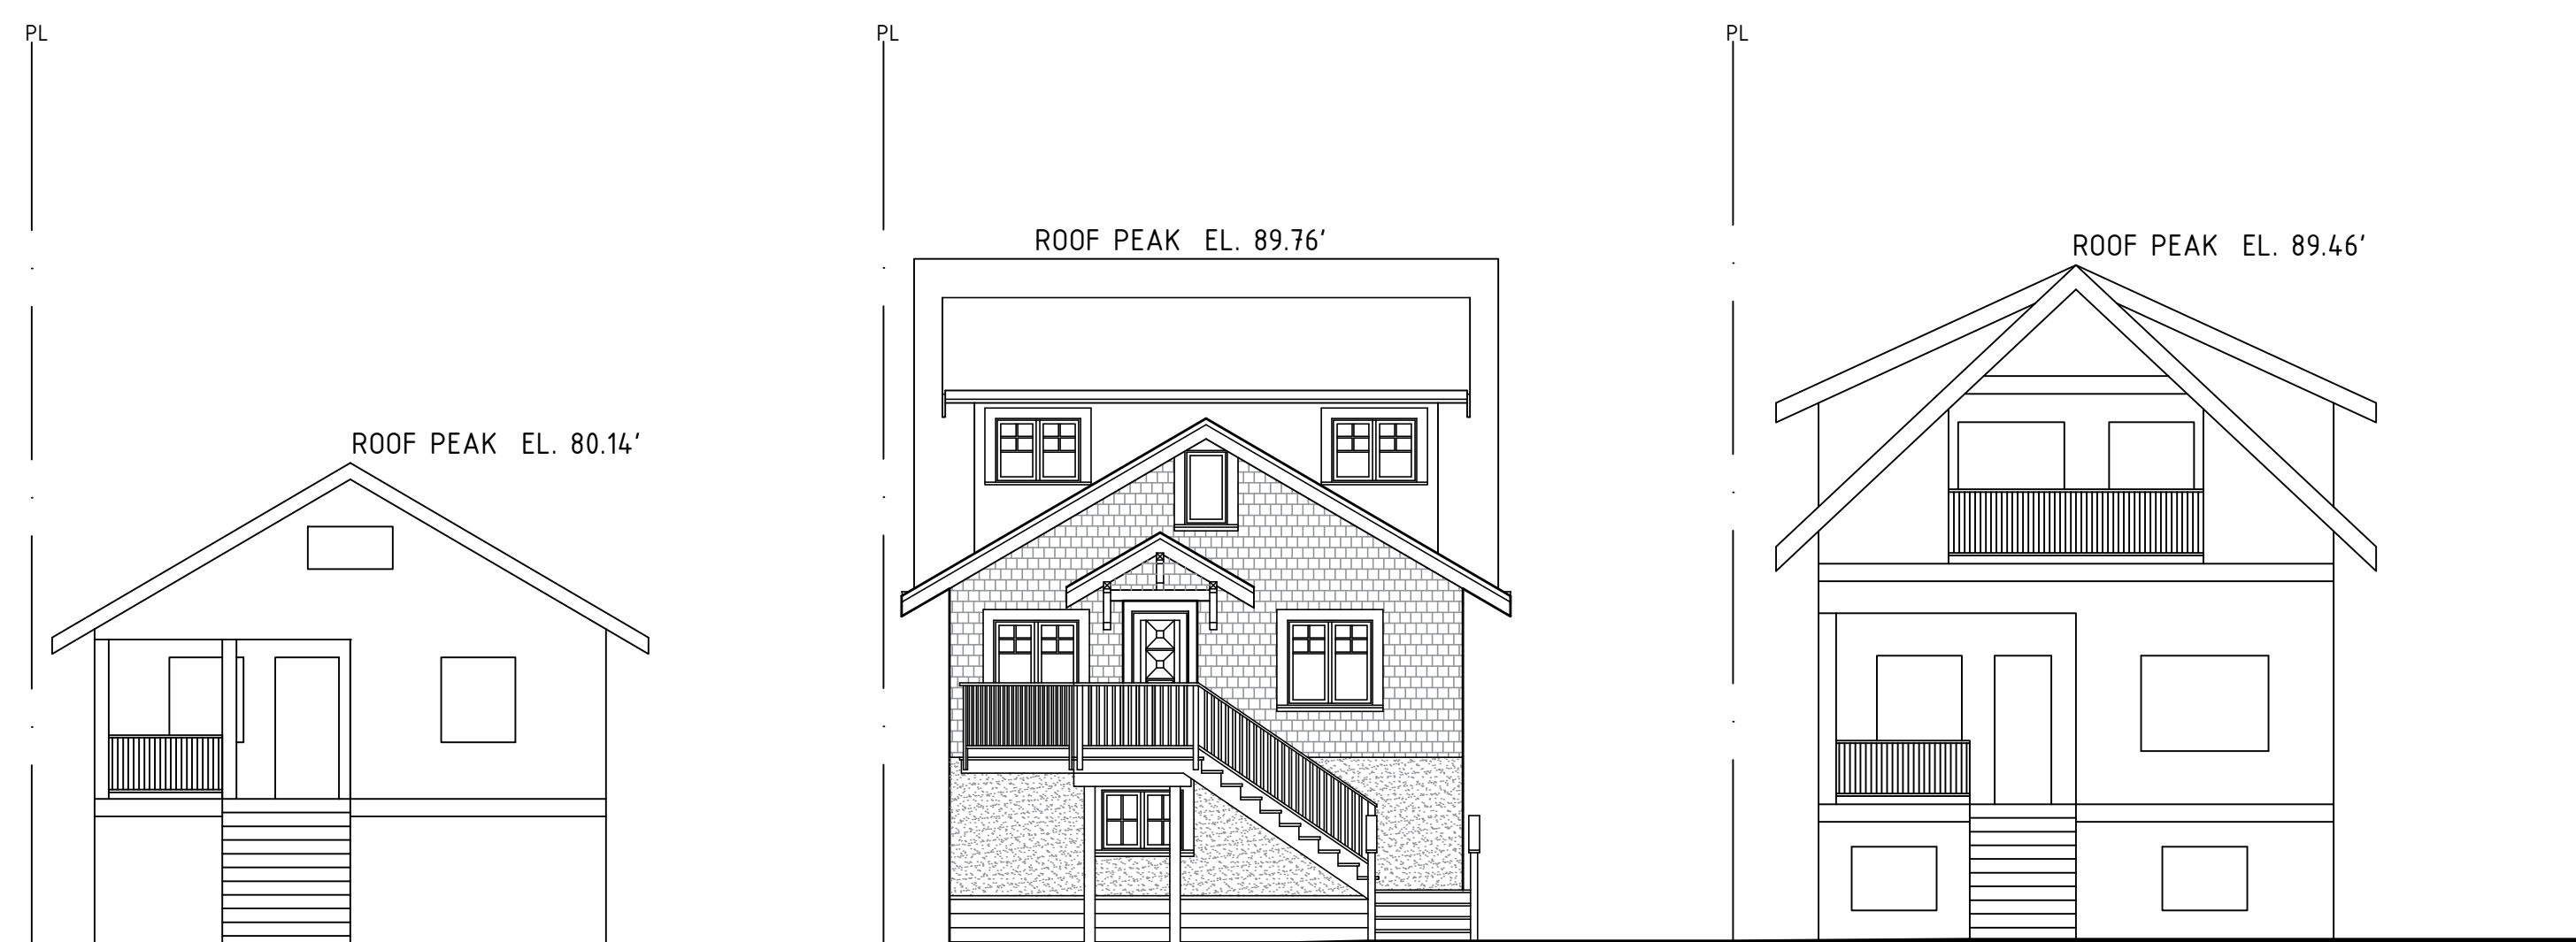 PL
PL
PL
ROOF PEAK EL. 89.76'
ROOF PEAK EL. 89.46'
ROOF PEAK EL. 80.14'